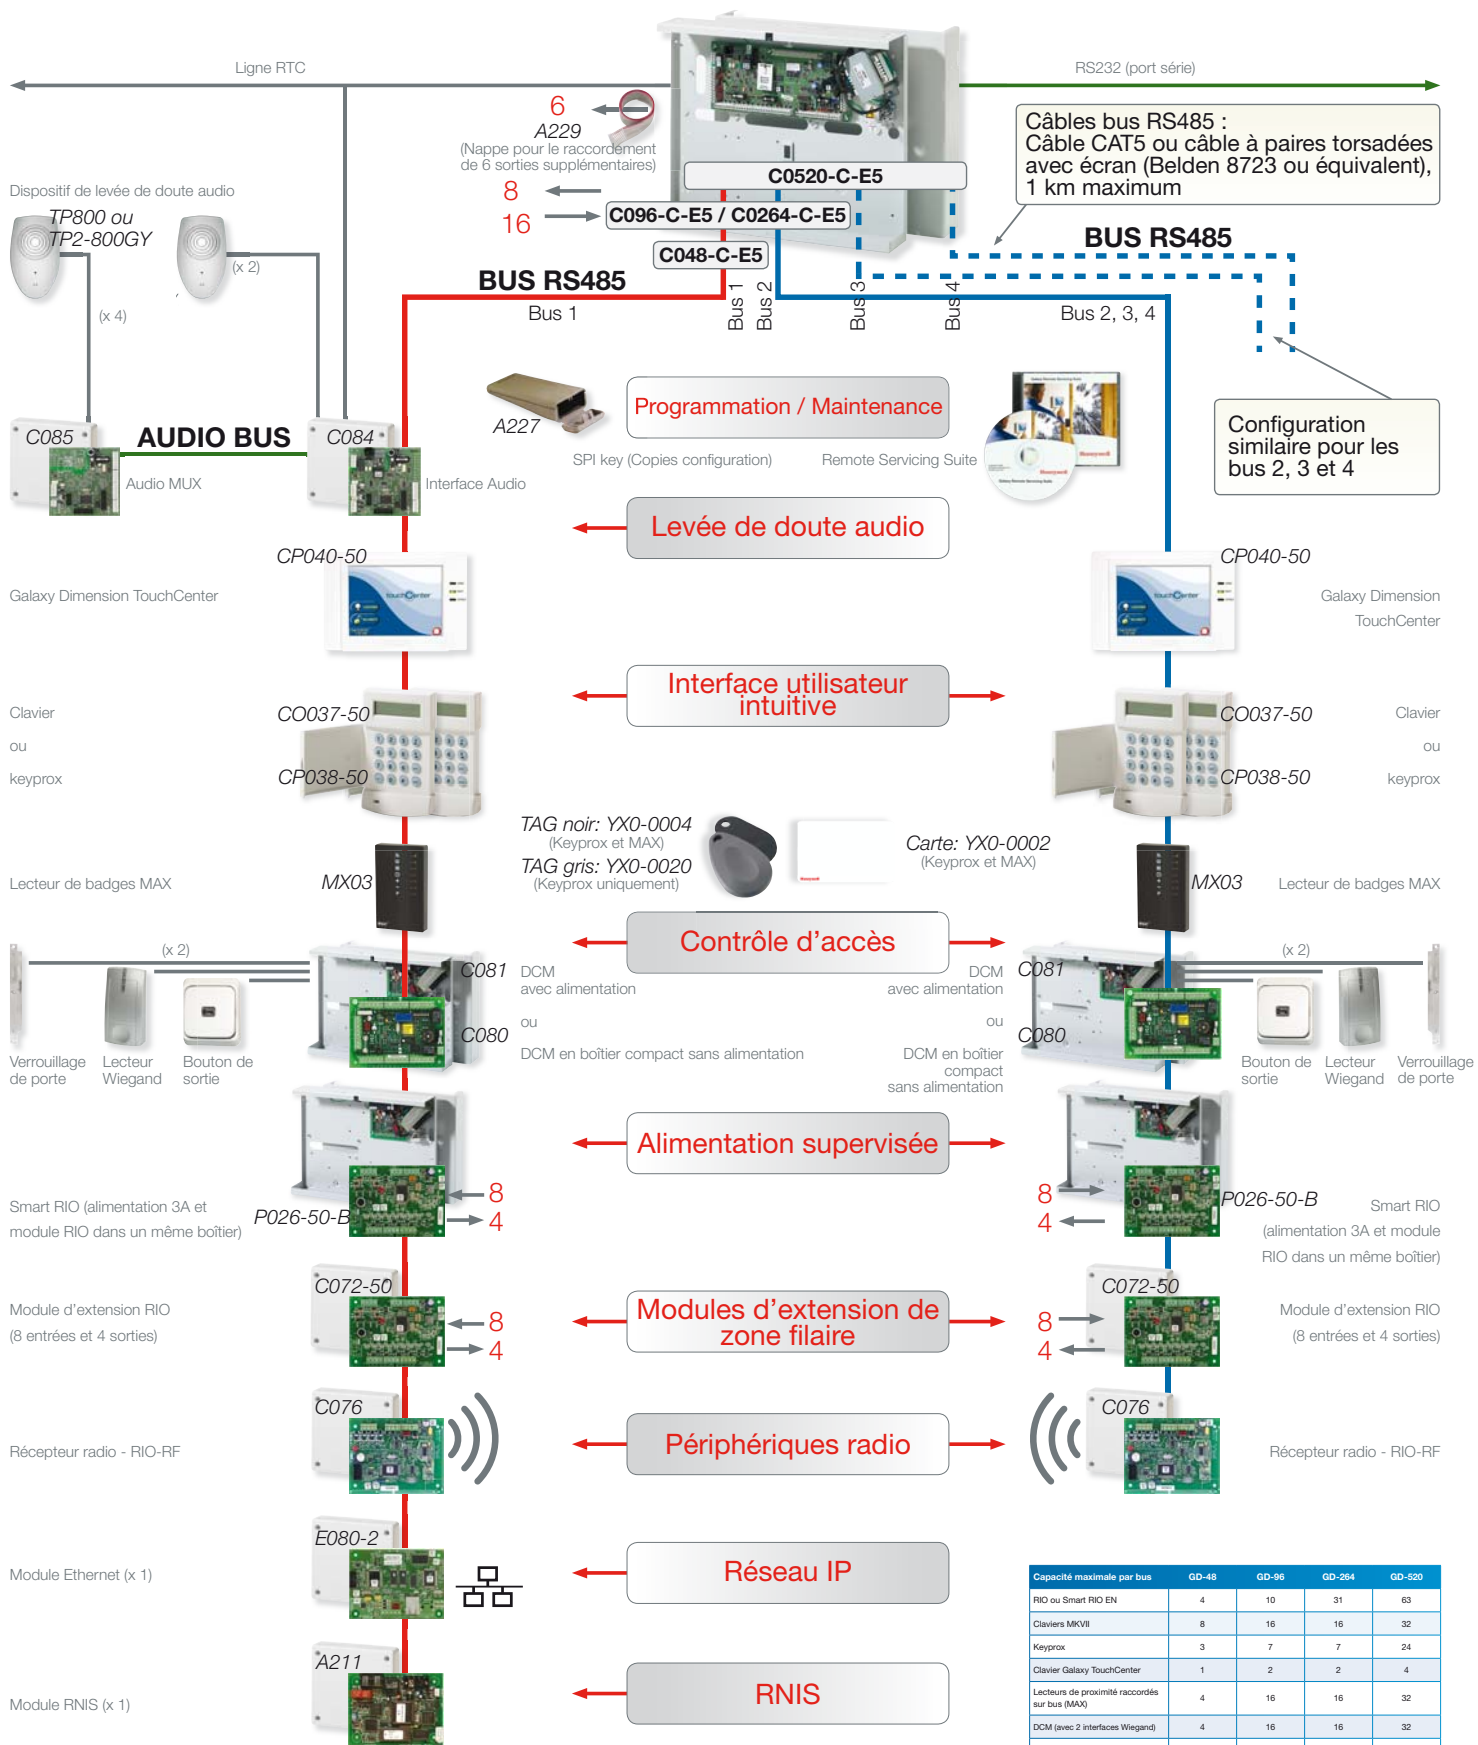 Ligne RTC
RS232 (port série)
6
A229
(Nappe pour le raccordement
de 6 sorties supplémentaires)
8
16
C0520-C-E5
C096-C-E5 / C0264-C-E5
C048-C-E5
Câbles bus RS485 :
Câble CAT5 ou câble à paires torsadées
avec écran (Belden 8723 ou équivalent),
1 km maximum
Dispositif de levée de doute audio
TP800 ou
TP2-800GY
(x 2)
(x 4)
BUS RS485
Bus 1
Bus 1
Bus 2
Bus 3
Bus 4
BUS RS485
Bus 2, 3, 4
C085
AUDIO BUS
C084
Audio MUX
Interface Audio
A227
SPI key (Copies configuration)
Programmation / Maintenance
Remote Servicing Suite
Configuration
similaire pour les
bus 2, 3 et 4
Levée de doute audio
CP040-50
Galaxy Dimension TouchCenter
touchCenter
CP040-50
Galaxy Dimension
TouchCenter
touchCenter
Interface utilisateur
intuitive
Clavier
ou
keyprox
CO037-50
CP038-50
CO037-50
CP038-50
Clavier
ou
keyprox
TAG noir: YX0-0004
(Keyprox et MAX)
TAG gris: YX0-0020
(Keyprox uniquement)
Carte: YX0-0002
(Keyprox et MAX)
Lecteur de badges MAX
MX03
MX03
Lecteur de badges MAX
Contrôle d'accès
(x 2)
C081
DCM
avec alimentation
ou
C080
DCM en boîtier compact sans alimentation
Verrouillage
de porte
Lecteur
Wiegand
Bouton de
sortie
DCM
avec alimentation
C081
ou
C080
DCM en boîtier
compact
sans alimentation
(x 2)
Bouton de
sortie
Lecteur
Wiegand
Verrouillage
de porte
Alimentation supervisée
Smart RIO (alimentation 3A et
module RIO dans un même boîtier)
P026-50-B
8
4
8
4
P026-50-B
Smart RIO
(alimentation 3A et module
RIO dans un même boîtier)
Modules d'extension de
zone filaire
Module d'extension RIO
(8 entrées et 4 sorties)
C072-50
8
4
8
4
C072-50
Module d'extension RIO
(8 entrées et 4 sorties)
Périphériques radio
Récepteur radio - RIO-RF
C076
C076
Récepteur radio - RIO-RF
Réseau IP
Module Ethernet (x 1)
E080-2
RNIS
Module RNIS (x 1)
A211
Capacité maximale par bus GD-48 GD-96 GD-264 GD-520
RIO ou Smart RIO EN 4 10 31 63
Claviers MKVII 8 16 16 32
Keyprox 3 7 7 24
Clavier Galaxy TouchCenter 1 2 2 4
Lecteurs de proximité raccordés
sur bus (MAX) 4 16 16 32
DCM (avec 2 interfaces Wiegand) 4 16 16 32